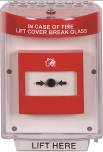 IN CASE OF FIRE
LIFT COVER BREAK GLASS
LIFT HERE